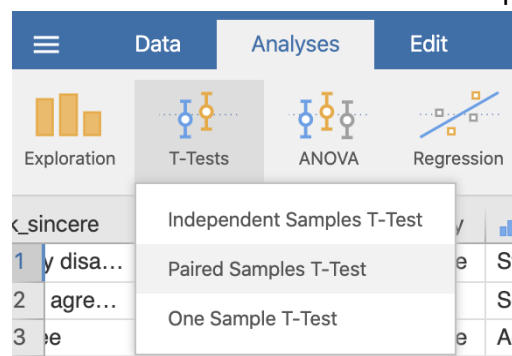 Data Analyses Edit
Exploration T-Tests ANOVA Regression
k_sincere
Independent Samples T-Test
y
1 y disa... e S
Paired Samples T-Test
2 agre... S
One Sample T-Test
3 ee e A